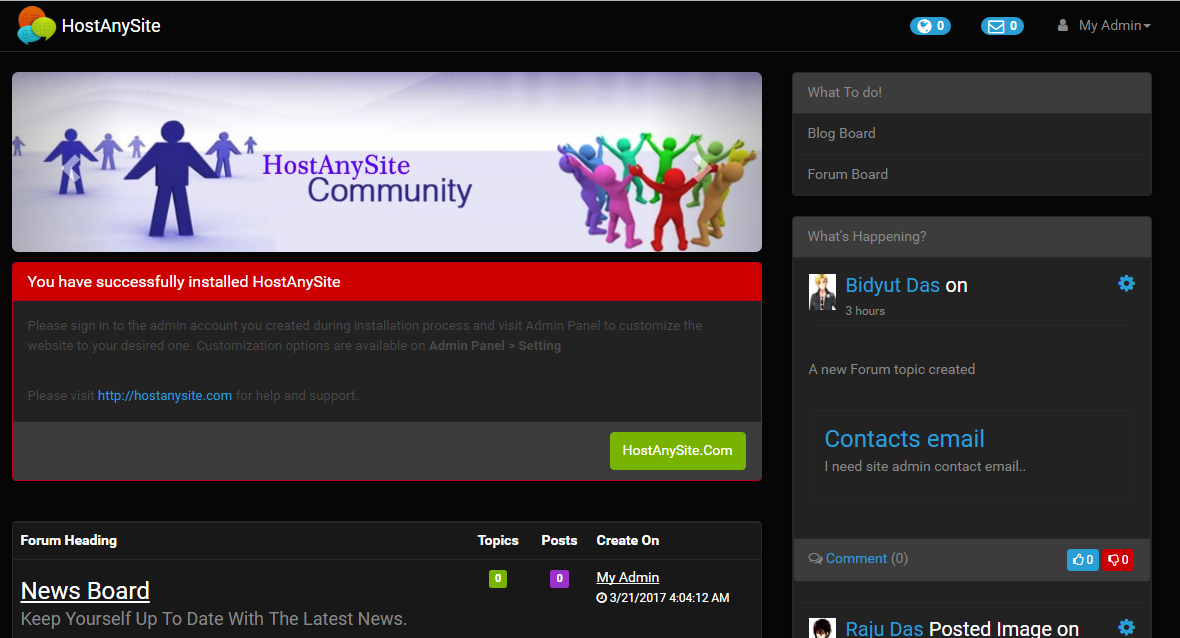 HostAnySite
0
0
My Admin
HostAnySite
Community
You have successfully installed HostAnySite
Please sign in to the admin account you created during installation process and visit Admin Panel to customize the
website to your desired one. Customization options are available on Admin Panel > Setting
Please visit http://hostanysite.com for help and support.
HostAnySite.Com
Forum Heading Topics Posts Create On
News Board 0 0 My Admin
3/21/2017 4:04:12 AM
Keep Yourself Up To Date With The Latest News.
What To do!
Blog Board
Forum Board
What's Happening?
Bidyut Das on
3 hours
A new Forum topic created
Contacts email
I need site admin contact email..
Comment (0) 0 0
Raju Das Posted Image on